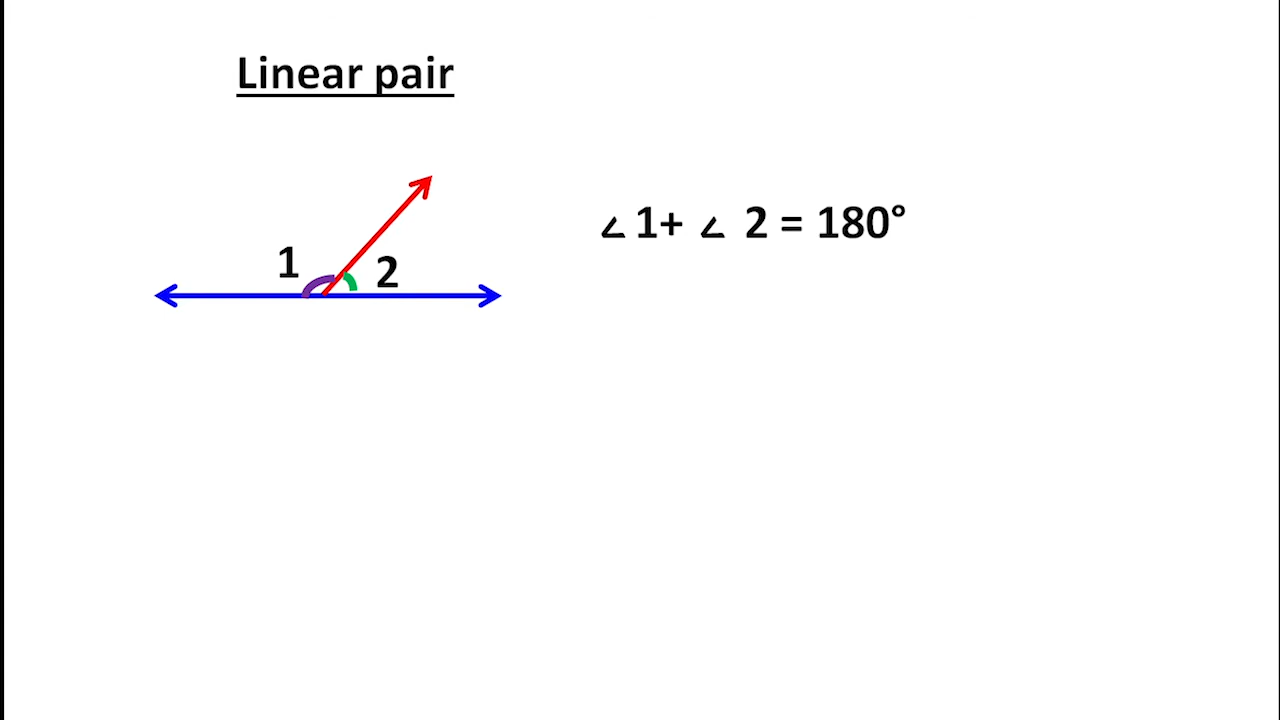 Linear pair
∠1+ ∠ 2 = 180°
1
2